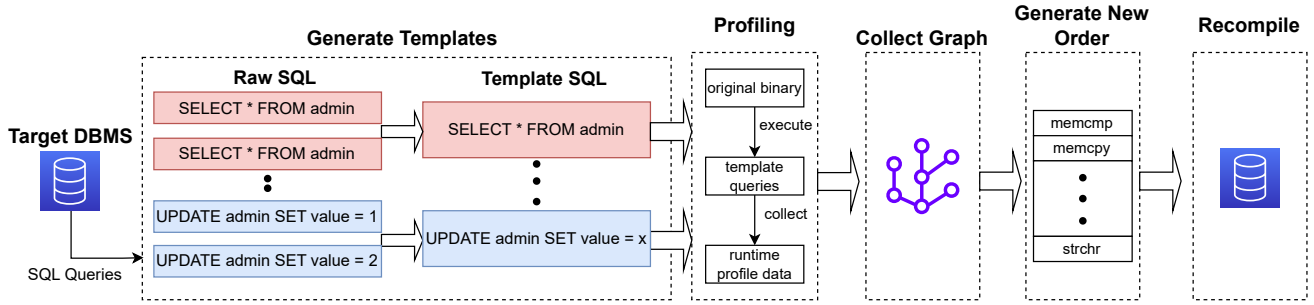 Target DBMS
SQL Queries
Generate Templates
Raw SQL
SELECT * FROM admin
SELECT * FROM admin
UPDATE admin SET value = 1
UPDATE admin SET value = 2
Template SQL
SELECT * FROM admin
UPDATE admin SET value = x
Profiling
original binary
execute
template
queries
collect
runtime
profile data
Collect Graph
Generate New
Order
memcmp
memcpy
strchr
Recompile